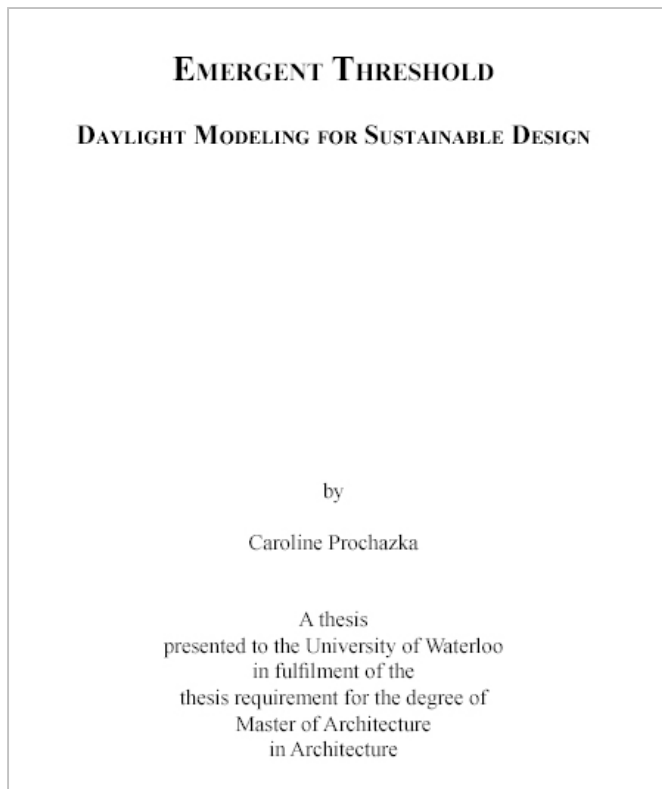 EMERGENT THRESHOLD
DAYLIGHT MODELING FOR SUSTAINABLE DESIGN
by
Caroline Prochazka
A thesis
presented to the University of Waterloo
in fulfilment of the
thesis requirement for the degree of
Master of Architecture
in Architecture